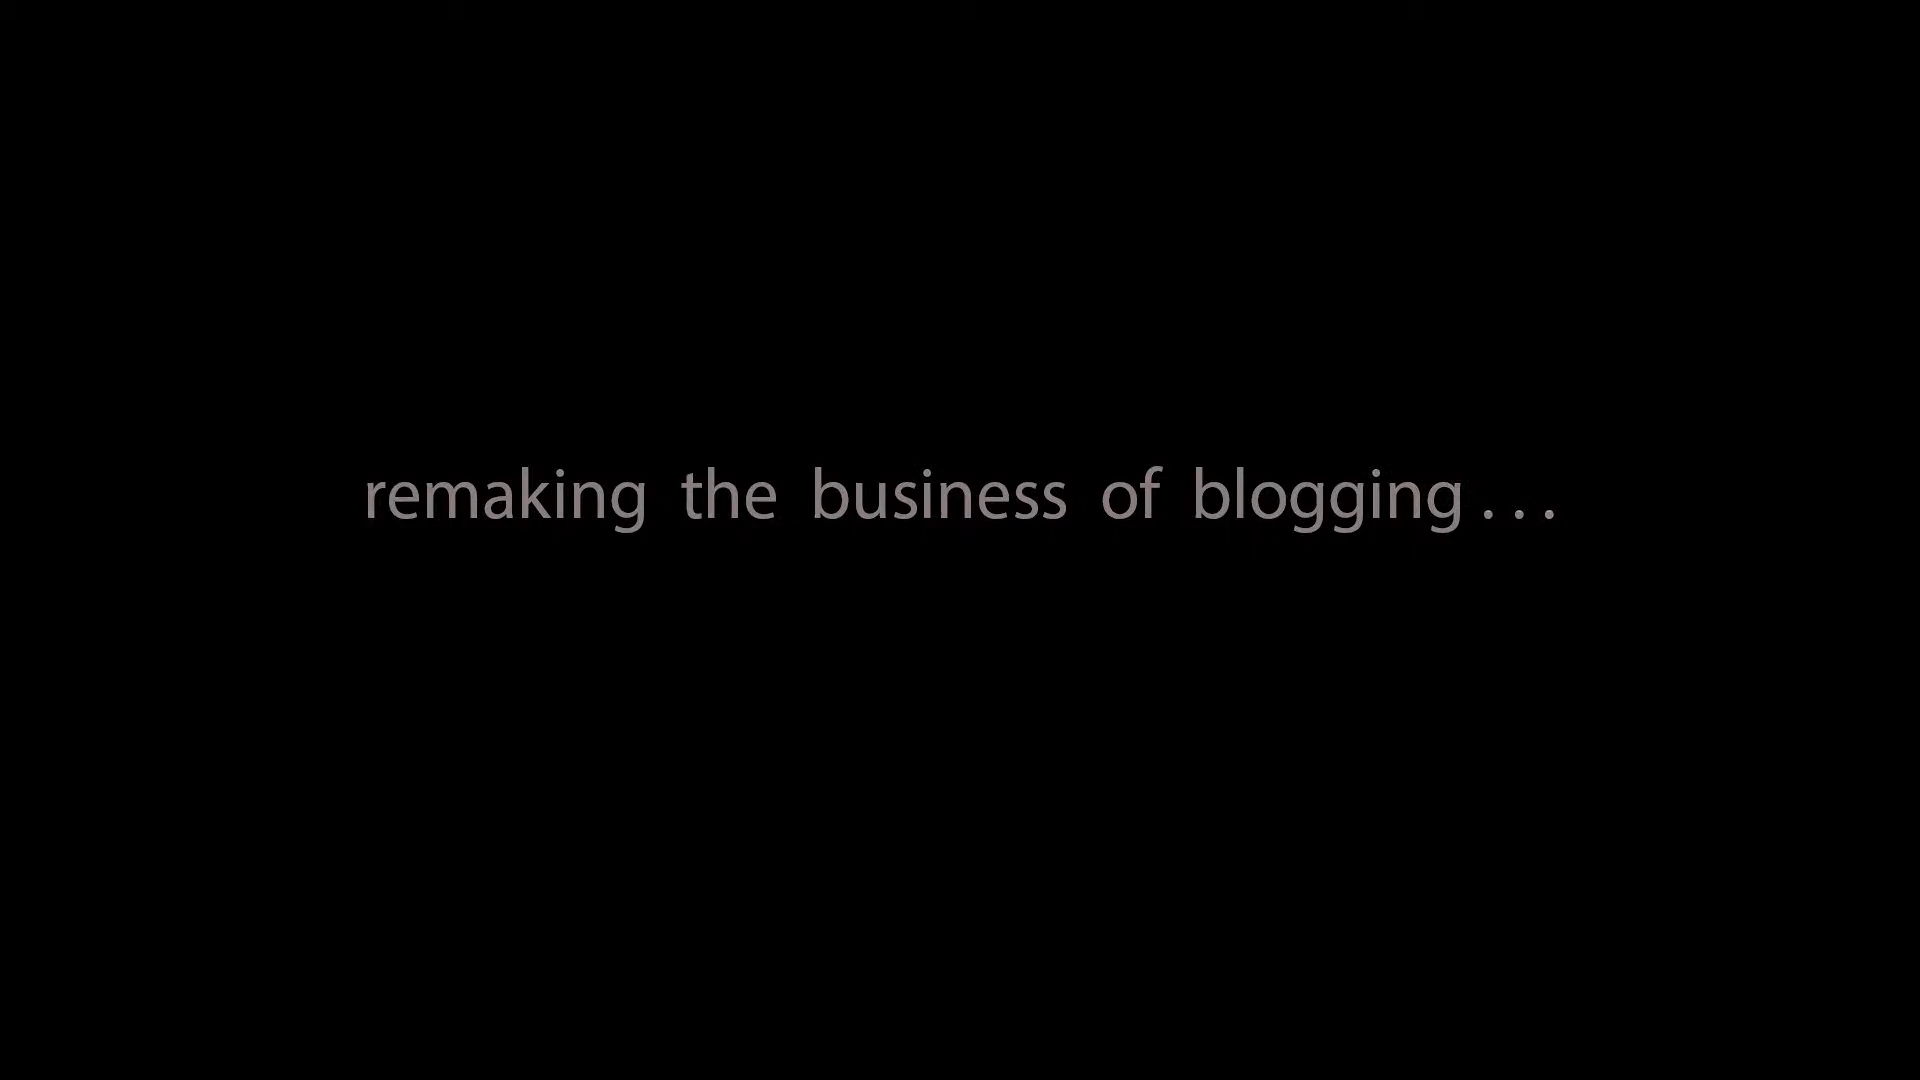 remaking the business of blogging . . .